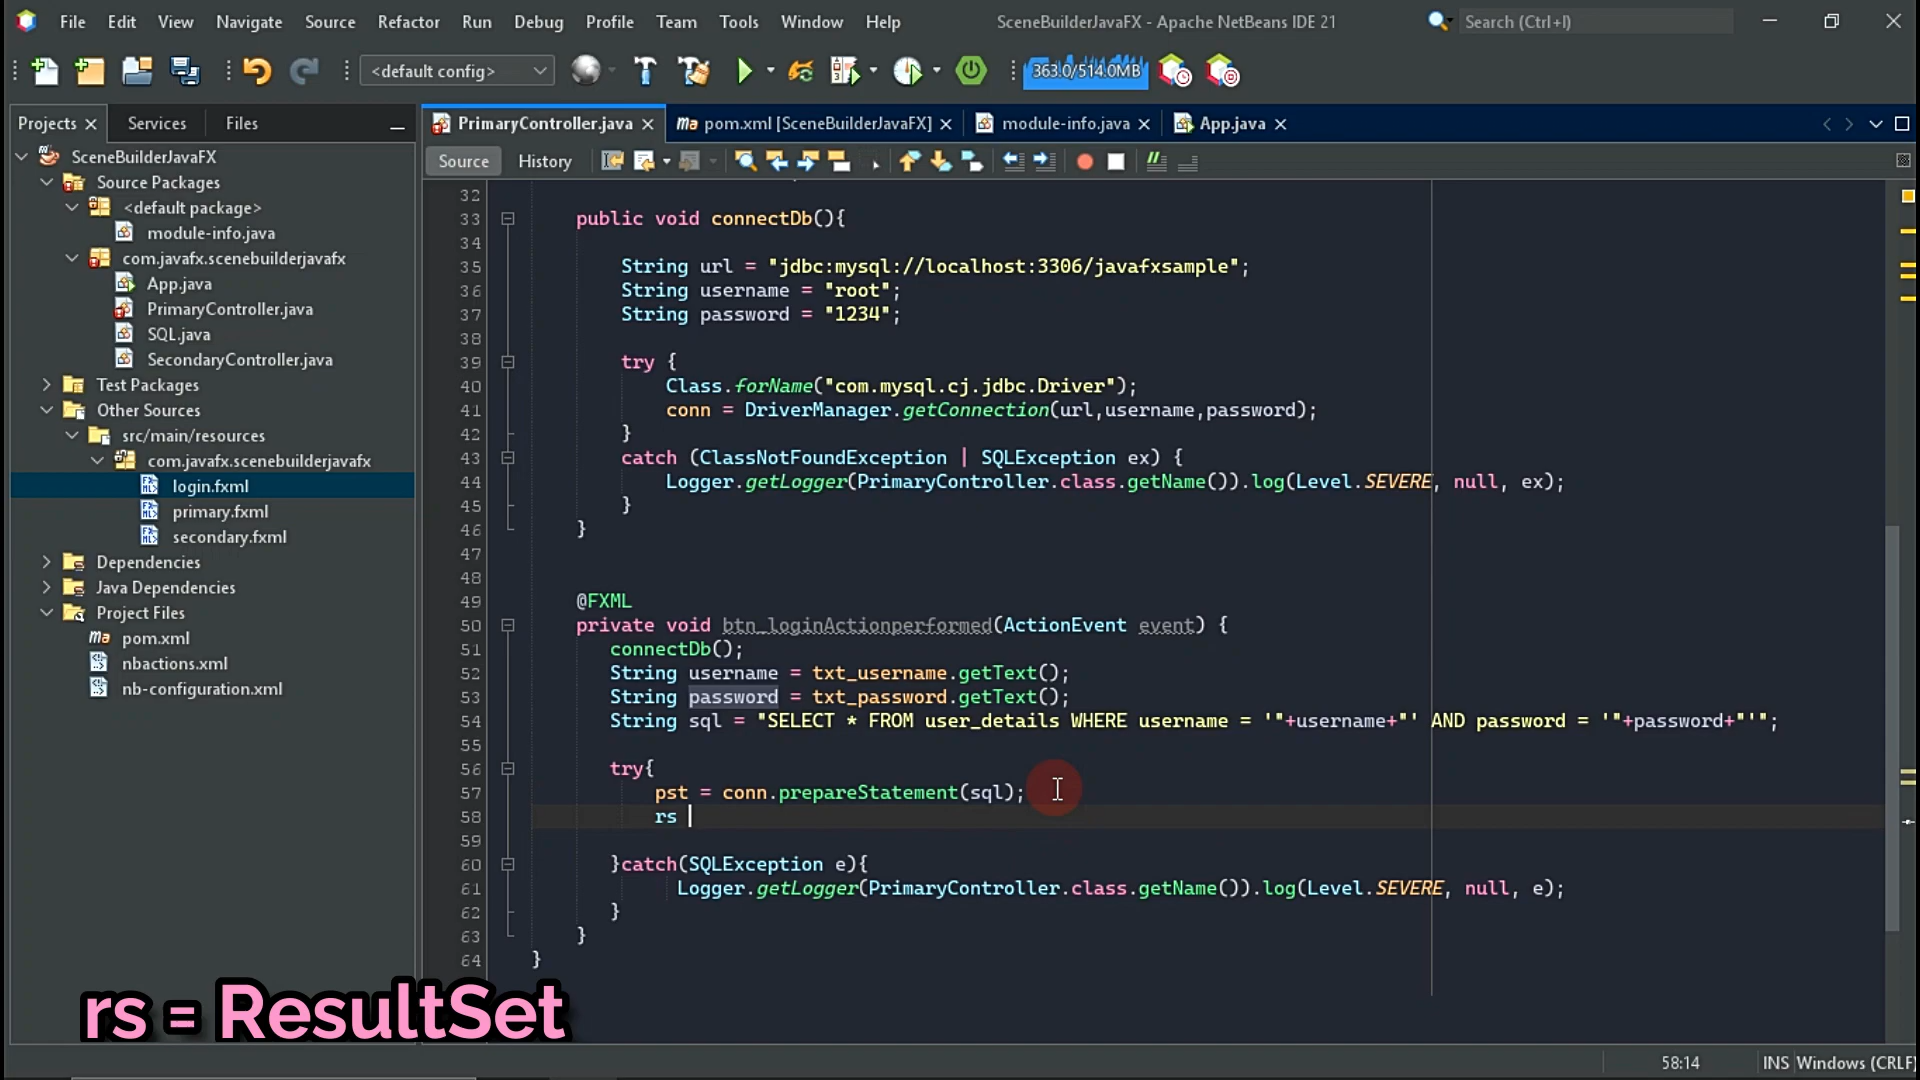 File Edit View Navigate Source Refactor Run Debug Profile Team Tools Window Help
SceneBuilderJavaFX - Apache NetBeans IDE 21
Search (Ctrl+I)
<default config>
363.0/514.0MB
Projects Services Files
PrimaryController.java pom.xml [SceneBuilderJavaFX] module-info.java App.java
Source History
SceneBuilderJavaFX
Source Packages
<default package>
module-info.java
com.javafx.scenebuilderjavafx
App.java
PrimaryController.java
SQL.java
SecondaryController.java
Test Packages
Other Sources
src/main/resources
com.javafx.scenebuilderjavafx
login.fxml
primary.fxml
secondary.fxml
Dependencies
Java Dependencies
Project Files
pom.xml
nbactions.xml
nb-configuration.xml
32
33 public void connectDb(){
34
35 String url = "jdbc:mysql://localhost:3306/javafxsample";
36 String username = "root";
37 String password = "1234";
38
39 try {
40 Class.forName("com.mysql.cj.jdbc.Driver");
41 conn = DriverManager.getConnection(url,username,password);
42 }
43 catch (ClassNotFoundException | SQLException ex) {
44 Logger.getLogger(PrimaryController.class.getName()).log(Level.SEVERE, null, ex);
45 }
46 }
47
48
49 @FXML
50 private void btn_loginActionperformed(ActionEvent event) {
51 connectDb();
52 String username = txt_username.getText();
53 String password = txt_password.getText();
54 String sql = "SELECT * FROM user_details WHERE username = '"+username+"' AND password = '"+password+"'";
55
56 try{
57 pst = conn.prepareStatement(sql);
58 rs
59
60 }catch(SQLException e){
61 Logger.getLogger(PrimaryController.class.getName()).log(Level.SEVERE, null, e);
62 }
63 }
64 }
rs = ResultSet
58:14 INS Windows (CRLF)